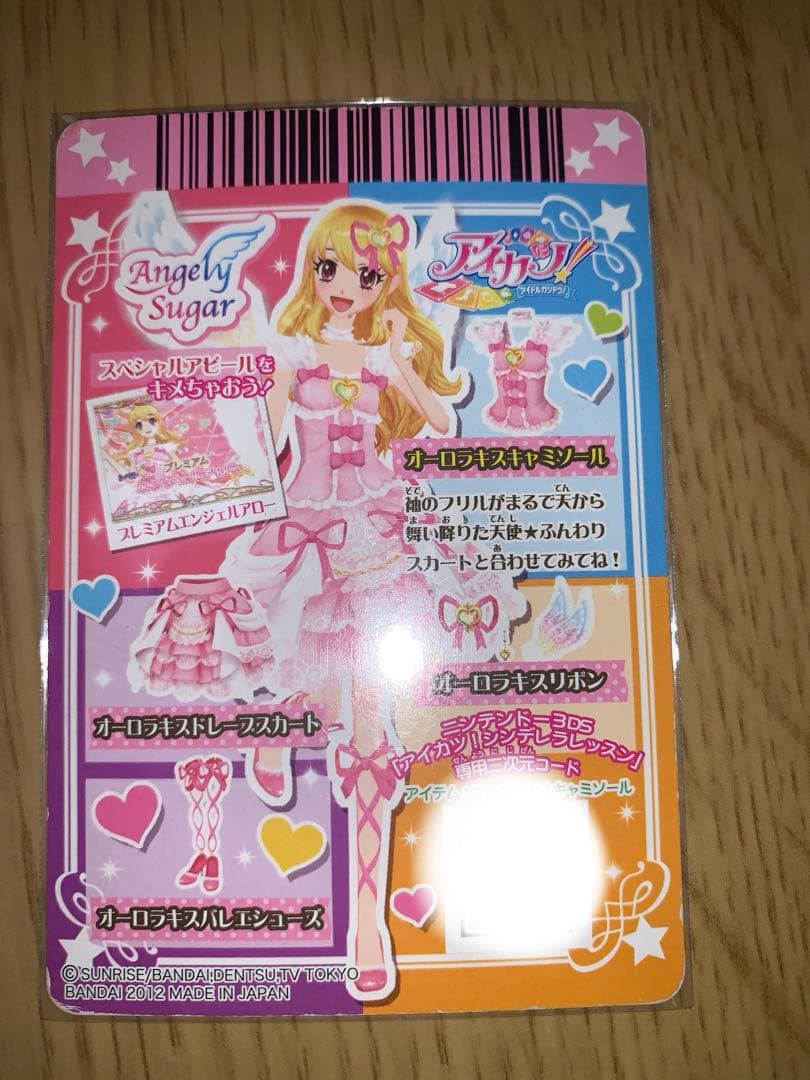 Angely
Sugar
アイカツ!
アイドルカツドウ!
スペシャルアピールを
キメちゃおう!
プレミアム
プレミアムエンジェルアロー
オーロラキスキャミソール
袖のフリルがまるで天から
舞い降りた天使★ふんわり
スカートと合わせてみてね!
オーロラキスリボン
オーロラキスドレープスカート
ニンテンドー3DS
「アイカツ!シンデレラレッスン」
専用二次元コード
アイテム キャミソール
オーロラキスバレエシューズ
©SUNRISE/BANDAI,DENTSU,TV TOKYO
BANDAI 2012 MADE IN JAPAN